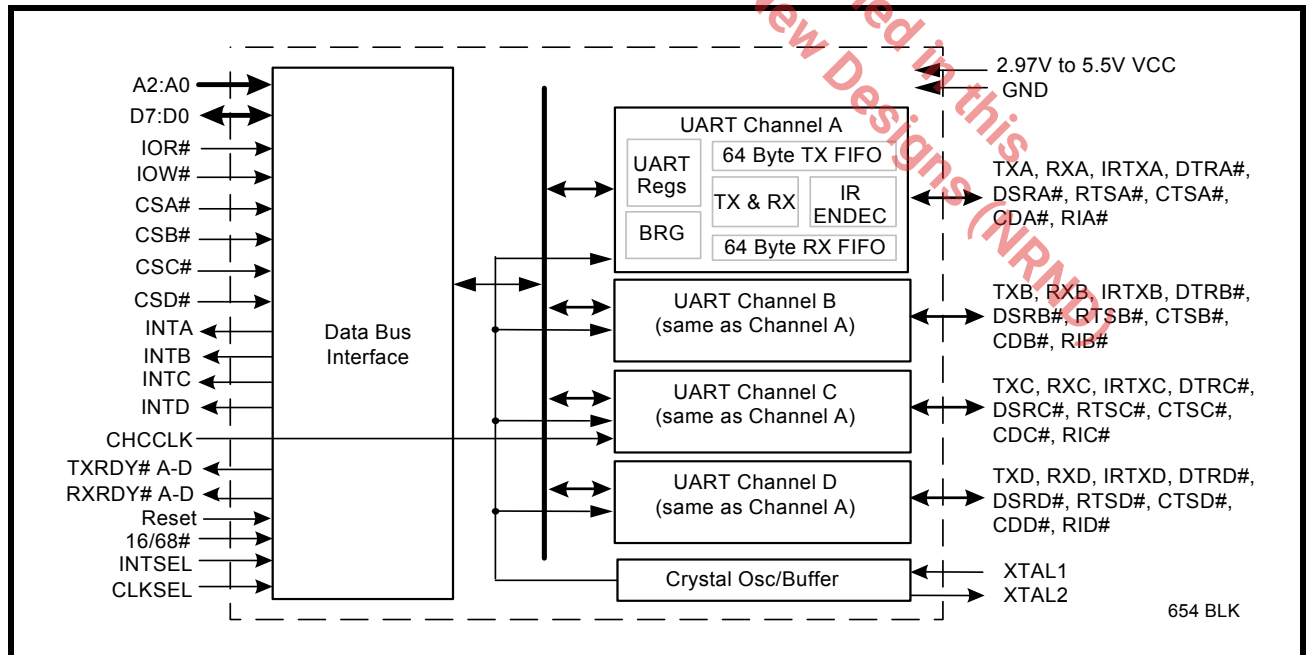 A2:A0
D7:D0
IOR#
IOW#
CSA#
CSB#
CSC#
CSD#
INTA
INTB
INTC
INTD
CHCCLK
TXRDY# A-D
RXRDY# A-D
Reset
16/68#
INTSEL
CLKSEL
Data Bus
Interface
UART Channel A
UART
Regs
64 Byte TX FIFO
TX & RX
IR
ENDEC
BRG
64 Byte RX FIFO
UART Channel B
(same as Channel A)
UART Channel C
(same as Channel A)
UART Channel D
(same as Channel A)
Crystal Osc/Buffer
2.97V to 5.5V VCC
GND
TXA, RXA, IRTXA, DTRA#,
DSRA#, RTSA#, CTSA#,
CDA#, RIA#
TXB, RXB, IRTXB, DTRB#,
DSRB#, RTSB#, CTSB#,
CDB#, RIB#
TXC, RXC, IRTXC, DTRC#,
DSRC#, RTSC#, CTSC#,
CDC#, RIC#
TXD, RXD, IRTXD, DTRD#,
DSRD#, RTSD#, CTSD#,
CDD#, RID#
XTAL1
XTAL2
654 BLK
in this
New Designs (NRND)